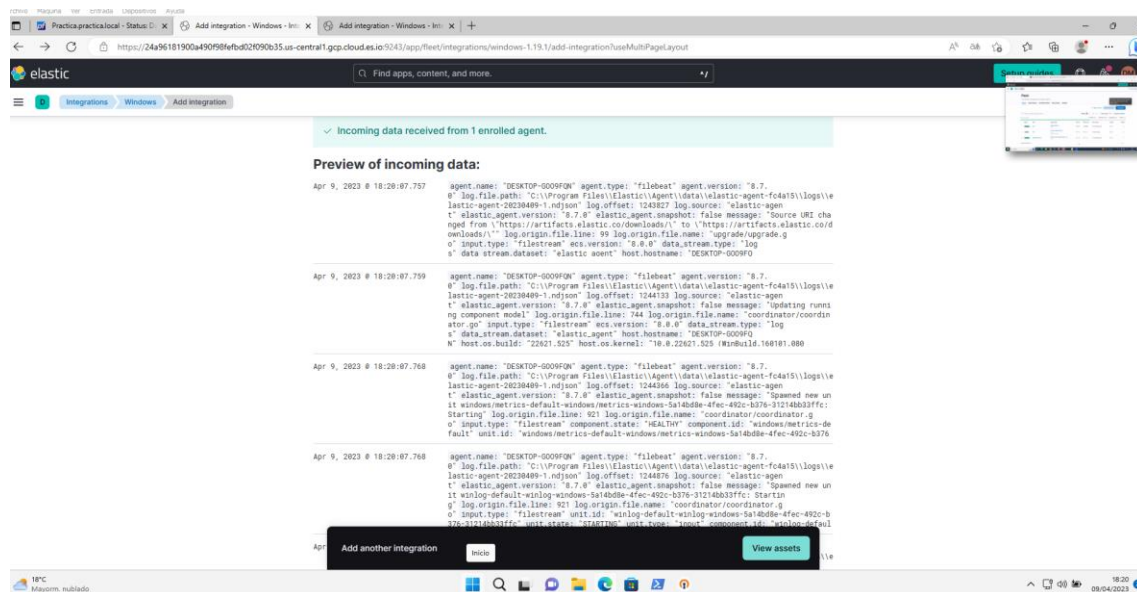 Archivo Máquina Ver Entrada Dispositivos Ayuda
Practica.practica.local - Status: D
Add integration - Windows - Inte
Add integration - Windows - Inte
https://24a96181900a490f98fefbd02f090b35.us-central1.gcp.cloud.es.io:9243/app/fleet/integrations/windows-1.19.1/add-integration?useMultiPageLayout
elastic
Find apps, content, and more.
Setup guides
D Integrations Windows Add integration
Incoming data received from 1 enrolled agent.
Preview of incoming data:
Apr 9, 2023 @ 18:20:07.757
agent.name: "DESKTOP-GOO9FQN" agent.type: "filebeat" agent.version: "8.7.
0" log.file.path: "C:\\Program Files\\Elastic\\Agent\\data\\elastic-agent-fc4a15\\logs\\e
lastic-agent-20230409-1.ndjson" log.offset: 1243827 log.source: "elastic-agen
t" elastic_agent.version: "8.7.0" elastic_agent.snapshot: false message: "Source URI cha
nged from \"https://artifacts.elastic.co/downloads/\" to \"https://artifacts.elastic.co/d
ownloads/\"" log.origin.file.line: 99 log.origin.file.name: "upgrade/upgrade.g
o" input.type: "filestream" ecs.version: "8.0.0" data_stream.type: "log
s" data_stream.dataset: "elastic_agent" host.hostname: "DESKTOP-GOO9FQ
Apr 9, 2023 @ 18:20:07.759
agent.name: "DESKTOP-GOO9FQN" agent.type: "filebeat" agent.version: "8.7.
0" log.file.path: "C:\\Program Files\\Elastic\\Agent\\data\\elastic-agent-fc4a15\\logs\\e
lastic-agent-20230409-1.ndjson" log.offset: 1244133 log.source: "elastic-agen
t" elastic_agent.version: "8.7.0" elastic_agent.snapshot: false message: "Updating runni
ng component model" log.origin.file.line: 744 log.origin.file.name: "coordinator/coordin
ator.go" input.type: "filestream" ecs.version: "8.0.0" data_stream.type: "log
s" data_stream.dataset: "elastic_agent" host.hostname: "DESKTOP-GOO9FQ
N" host.os.build: "22621.525" host.os.kernel: "10.0.22621.525 (WinBuild.160101.080
Apr 9, 2023 @ 18:20:07.768
agent.name: "DESKTOP-GOO9FQN" agent.type: "filebeat" agent.version: "8.7.
0" log.file.path: "C:\\Program Files\\Elastic\\Agent\\data\\elastic-agent-fc4a15\\logs\\e
lastic-agent-20230409-1.ndjson" log.offset: 1244366 log.source: "elastic-agen
t" elastic_agent.version: "8.7.0" elastic_agent.snapshot: false message: "Spawned new un
it windows/metrics-default-windows/metrics-windows-5a14bd8e-4fec-492c-b376-31214bb33ffc:
Starting" log.origin.file.line: 921 log.origin.file.name: "coordinator/coordinator.g
o" input.type: "filestream" component.state: "HEALTHY" component.id: "windows/metrics-de
fault" unit.id: "windows/metrics-default-windows/metrics-windows-5a14bd8e-4fec-492c-b376
Apr 9, 2023 @ 18:20:07.768
agent.name: "DESKTOP-GOO9FQN" agent.type: "filebeat" agent.version: "8.7.
0" log.file.path: "C:\\Program Files\\Elastic\\Agent\\data\\elastic-agent-fc4a15\\logs\\e
lastic-agent-20230409-1.ndjson" log.offset: 1244876 log.source: "elastic-agen
t" elastic_agent.version: "8.7.0" elastic_agent.snapshot: false message: "Spawned new un
it winlog-default-winlog-windows-5a14bd8e-4fec-492c-b376-31214bb33ffc: Startin
g" log.origin.file.line: 921 log.origin.file.name: "coordinator/coordinator.g
o" input.type: "filestream" unit.id: "winlog-default-winlog-windows-5a14bd8e-4fec-492c-b
376-31214bb33ffc" unit.state: "STARTING" unit.type: "input" component.id: "winlog-defaul
Apr
Add another integration
Inicio
View assets
\\e
18°C
Mayorm. nublado
18:20
09/04/2023